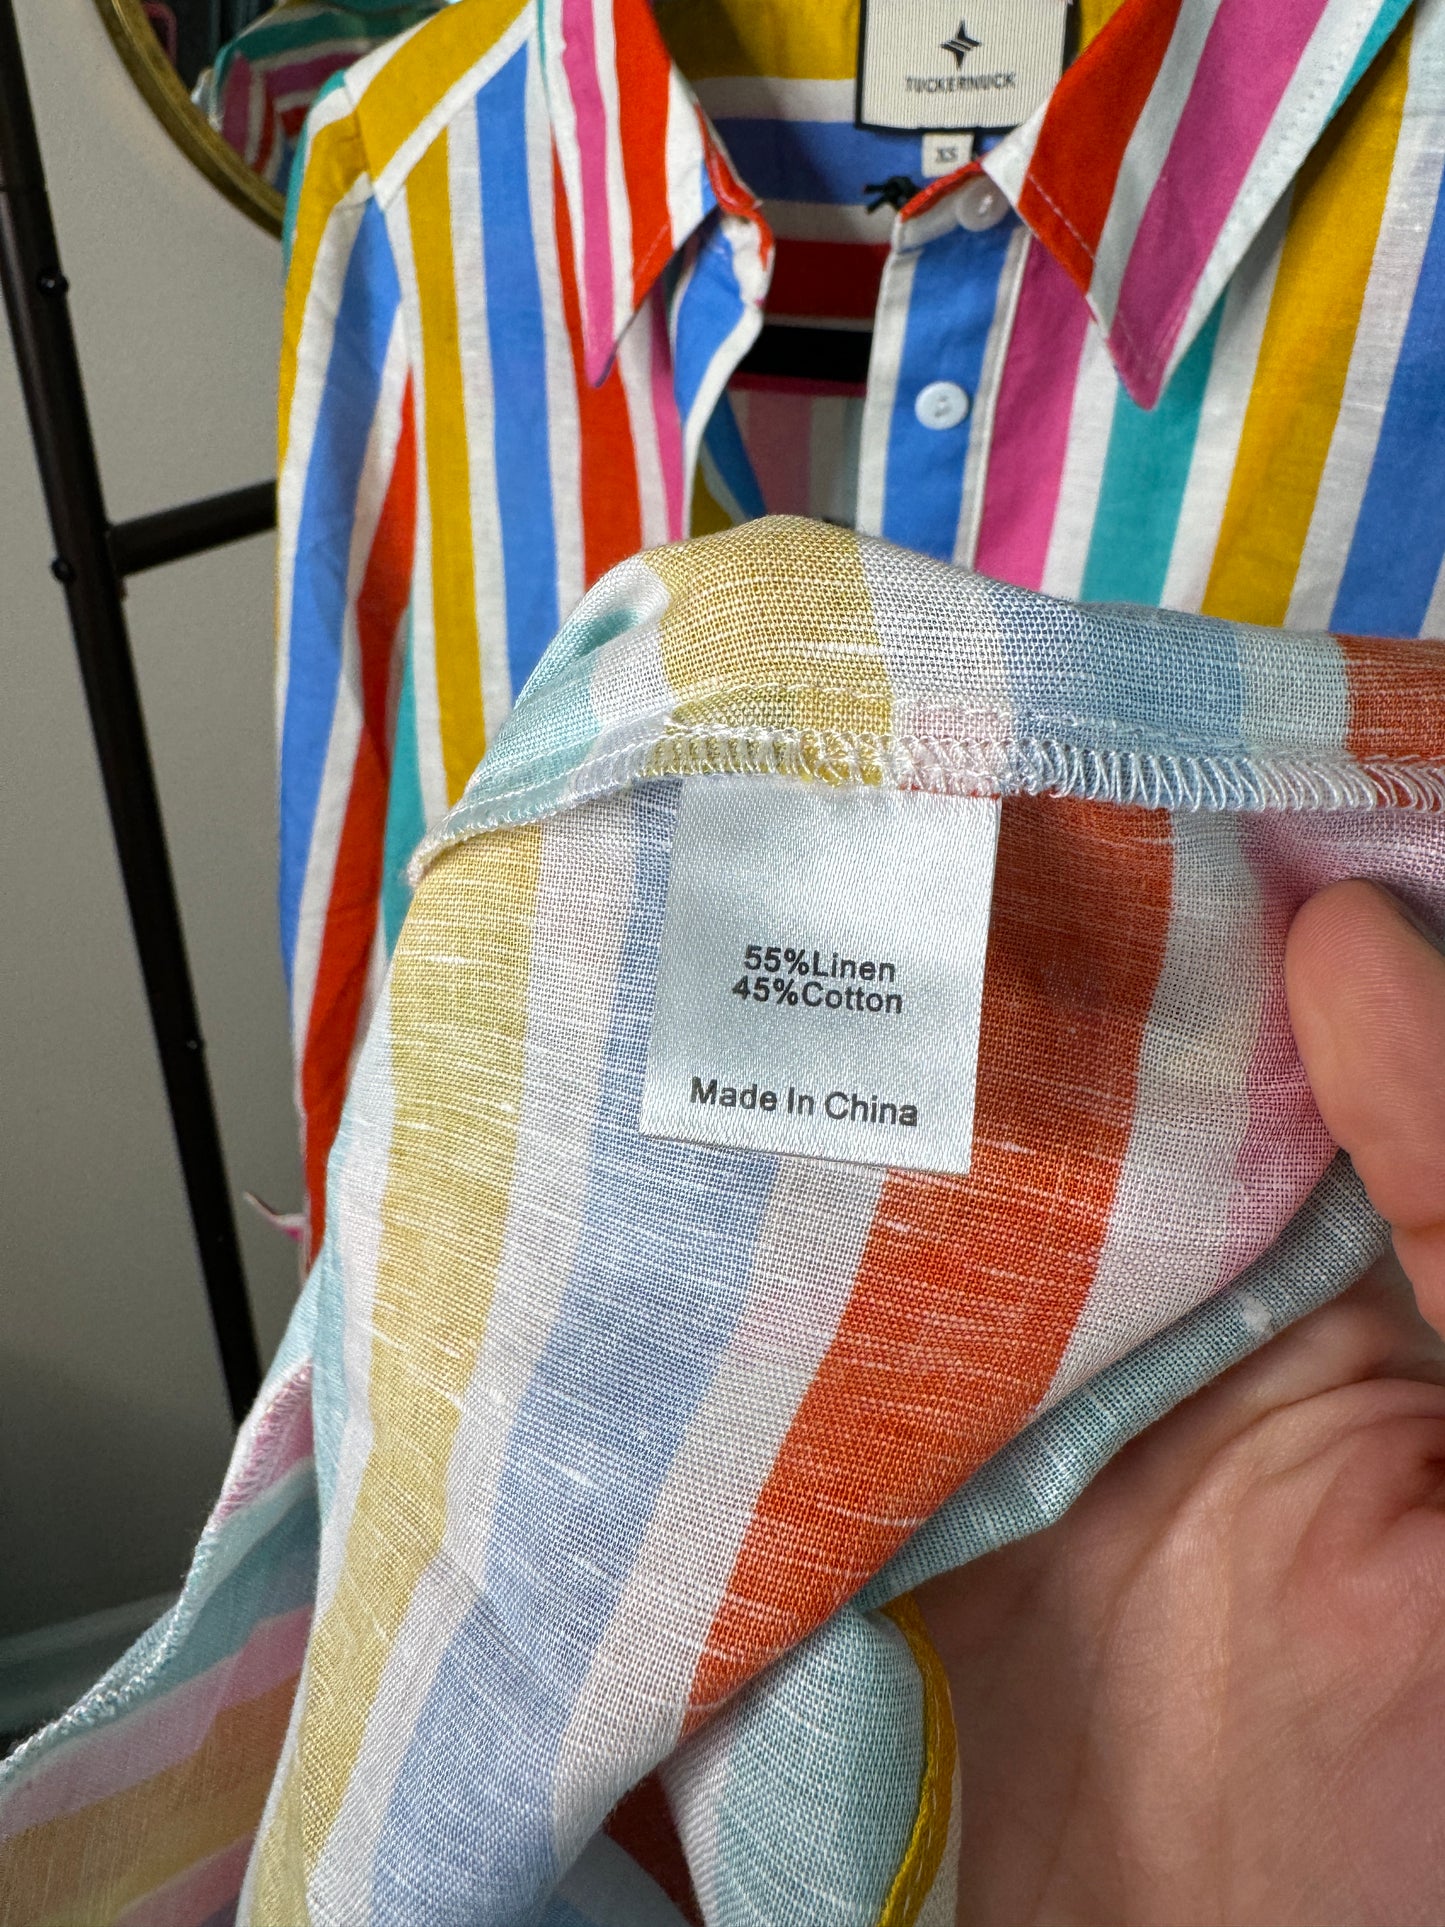 TUCKERNUCK
XS
55%Linen
45%Cotton
Made In China